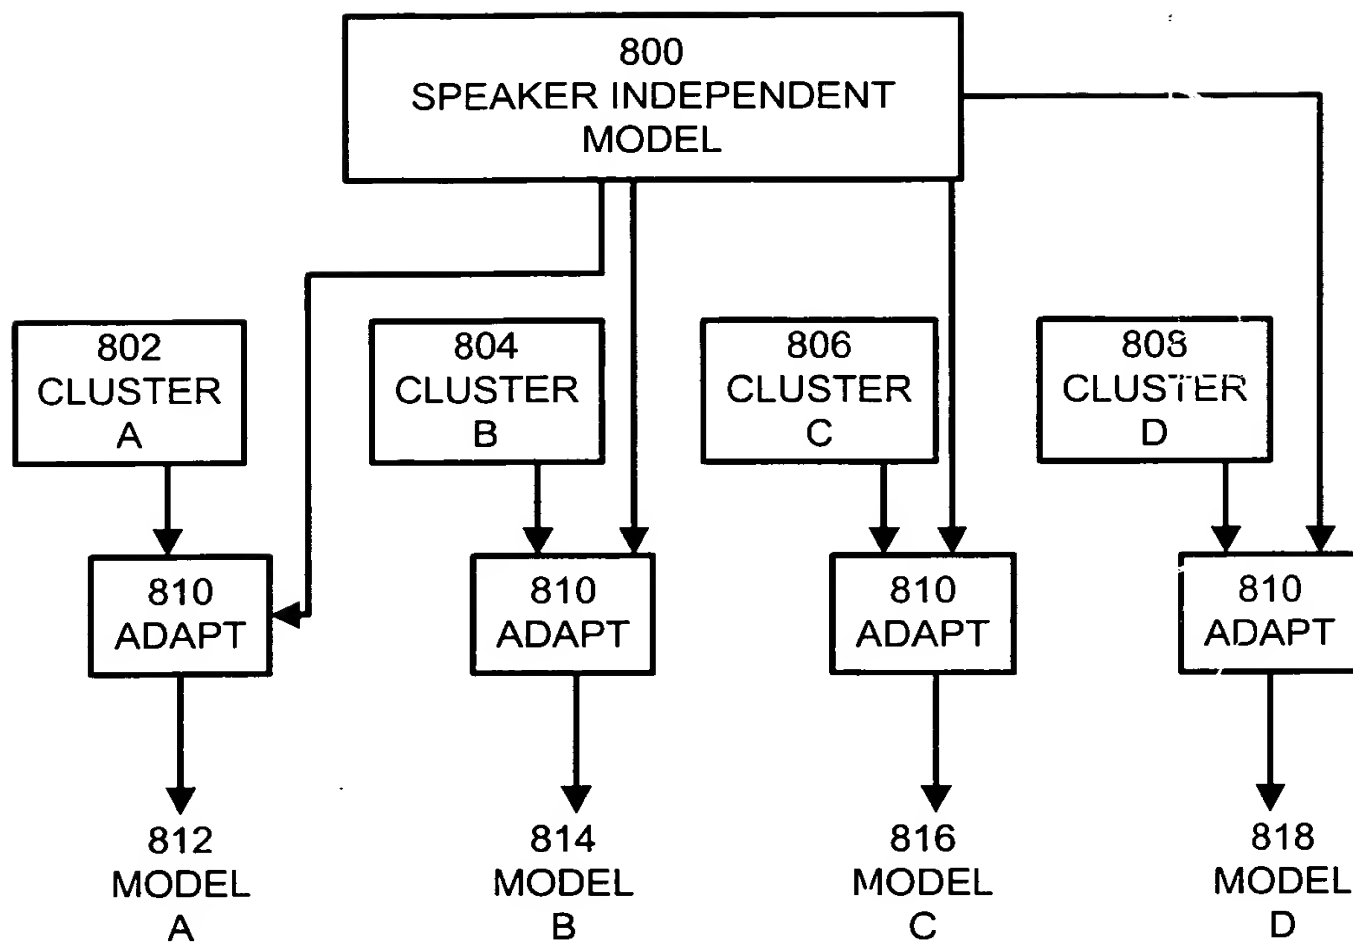 800
SPEAKER INDEPENDENT
MODEL
802
CLUSTER
A
804
CLUSTER
B
806
CLUSTER
C
808
CLUSTER
D
810
ADAPT
810
ADAPT
810
ADAPT
810
ADAPT
812
MODEL
A
814
MODEL
B
816
MODEL
C
818
MODEL
D